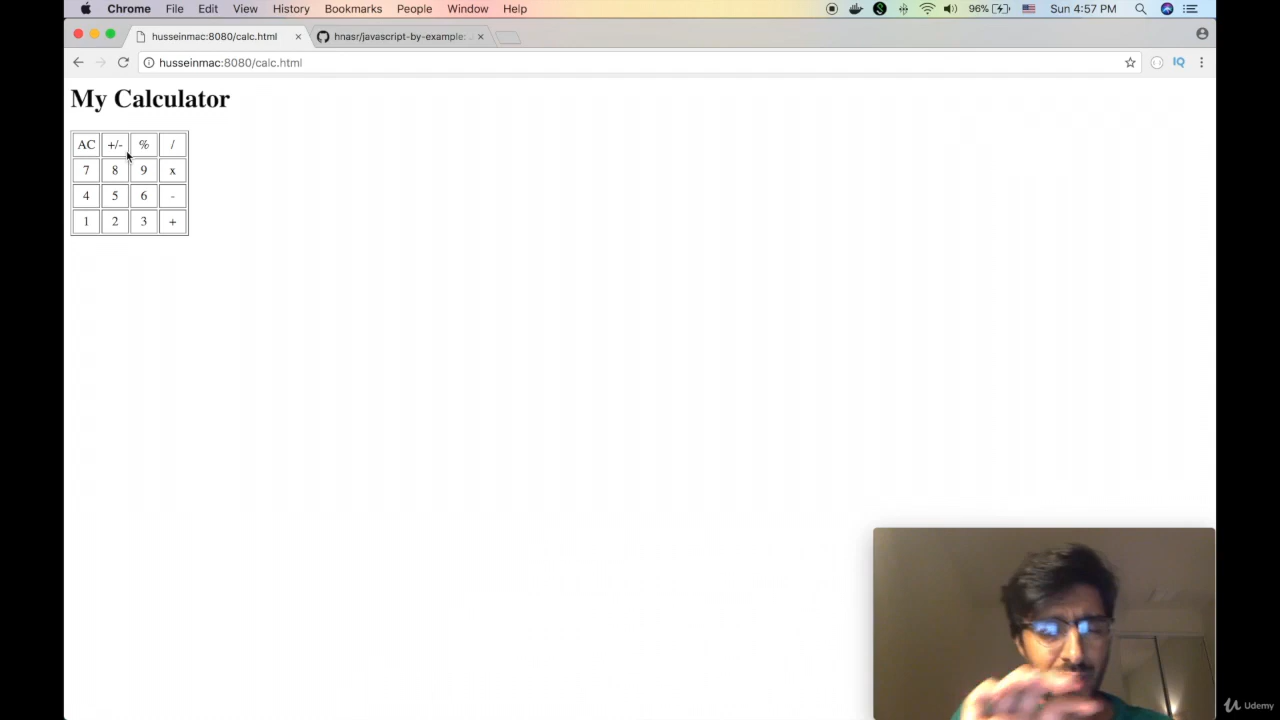 Chrome File Edit View History Bookmarks People Window Help 96% Sun 4:57 PM
husseinmac:8080/calc.html hnasr/javascript-by-example:
husseinmac:8080/calc.html IQ
My Calculator
AC +/- % /
7 8 9 x
4 5 6 -
1 2 3 +
Udemy